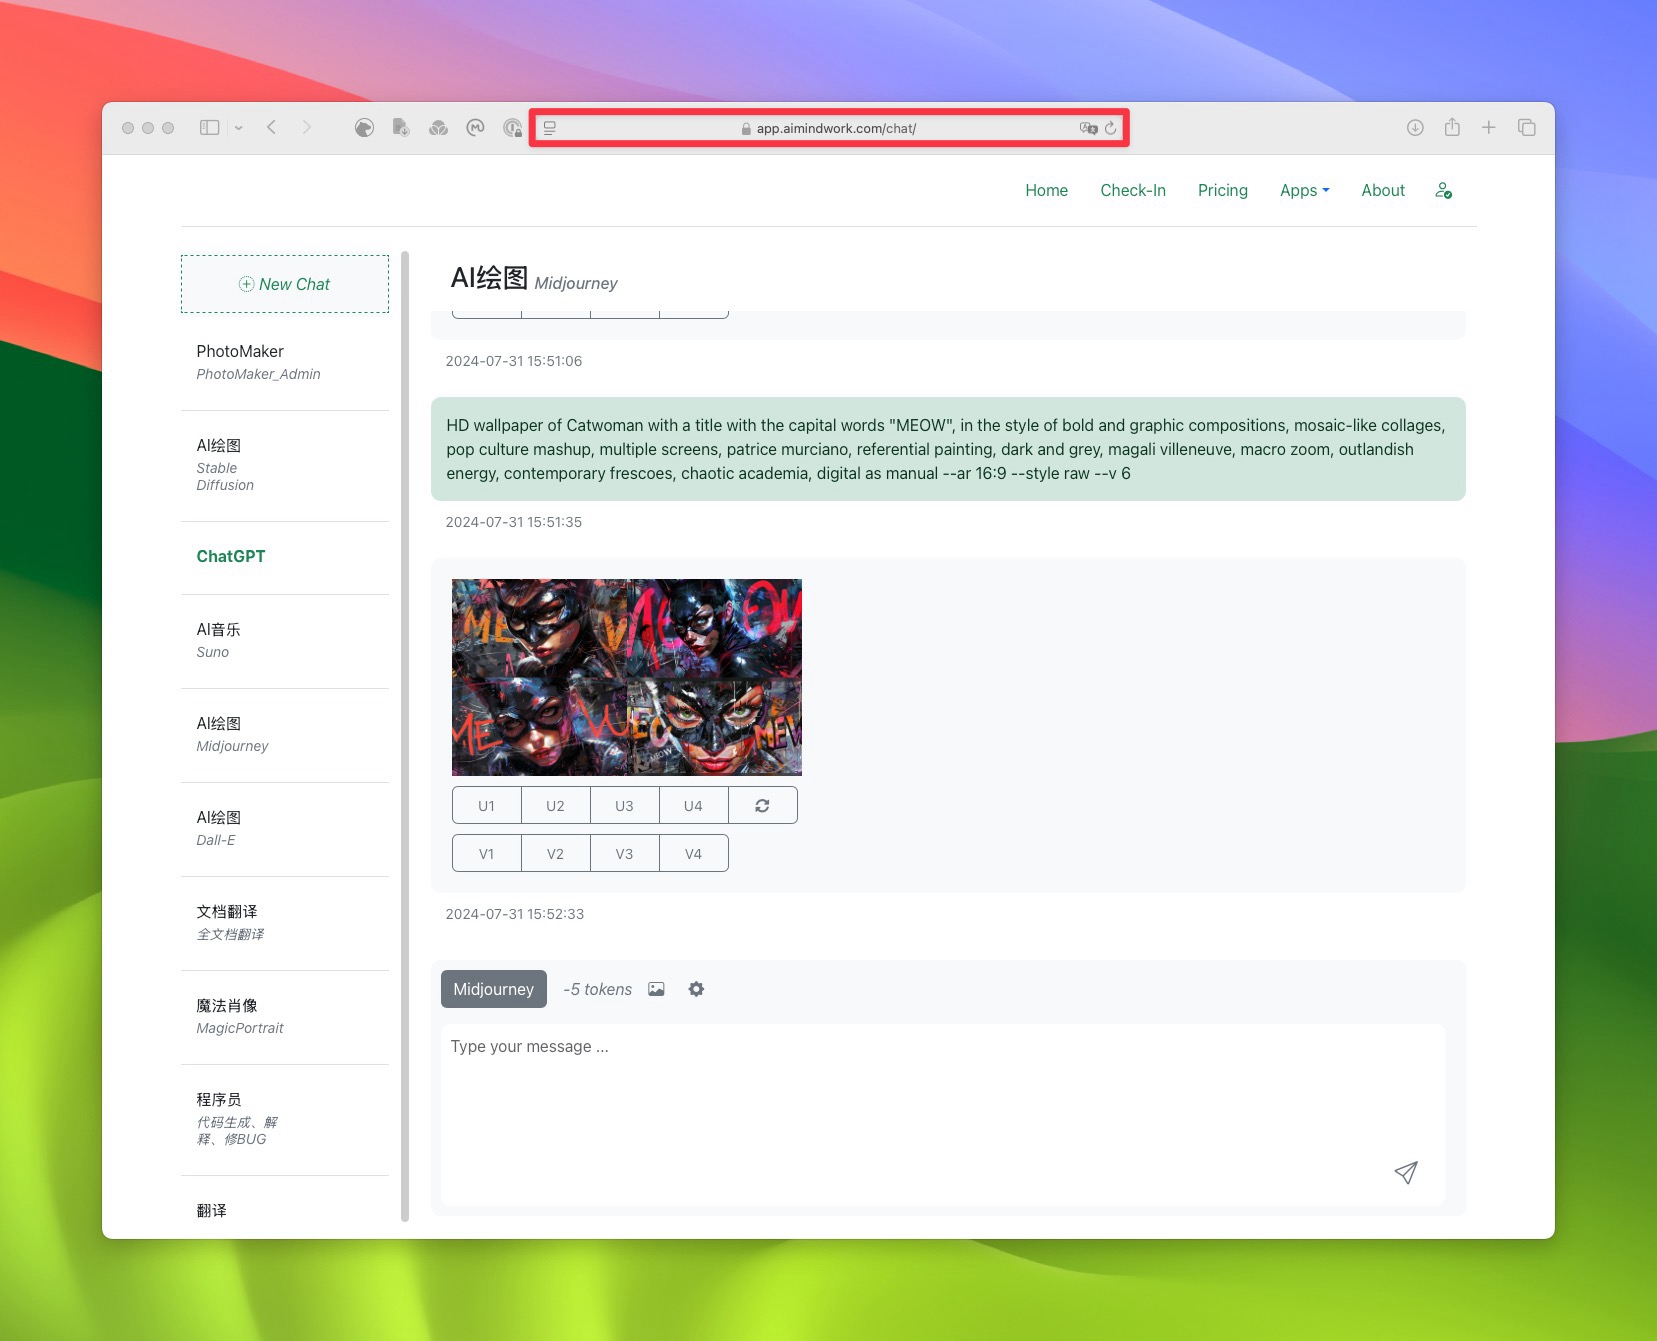 app.aimindwork.com/chat/
Home
Check-In
Pricing
Apps
About
New Chat
PhotoMaker
PhotoMaker_Admin
AI绘图
Stable
Diffusion
ChatGPT
AI音乐
Suno
AI绘图
Midjourney
AI绘图
Dall-E
文档翻译
全文档翻译
魔法肖像
MagicPortrait
程序员
代码生成、解
释、修BUG
翻译
AI绘图 Midjourney
2024-07-31 15:51:06
HD wallpaper of Catwoman with a title with the capital words "MEOW", in the style of bold and graphic compositions, mosaic-like collages,
pop culture mashup, multiple screens, patrice murciano, referential painting, dark and grey, magali villeneuve, macro zoom, outlandish
energy, contemporary frescoes, chaotic academia, digital as manual --ar 16:9 --style raw --v 6
2024-07-31 15:51:35
U1
U2
U3
U4
V1
V2
V3
V4
2024-07-31 15:52:33
Midjourney
-5 tokens
Type your message ...